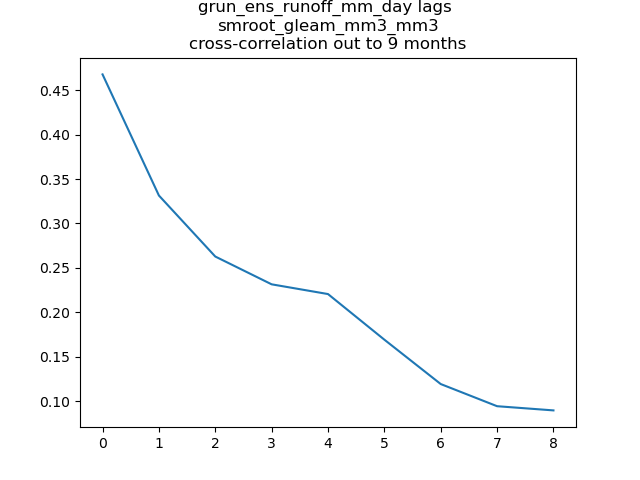 grun_ens_runoff_mm_day lags
smroot_gleam_mm3_mm3
cross-correlation out to 9 months
0.45
0.40
0.35
0.30
0.25
0.20
0.15
0.10
0 1 2 3 4 5 6 7 8